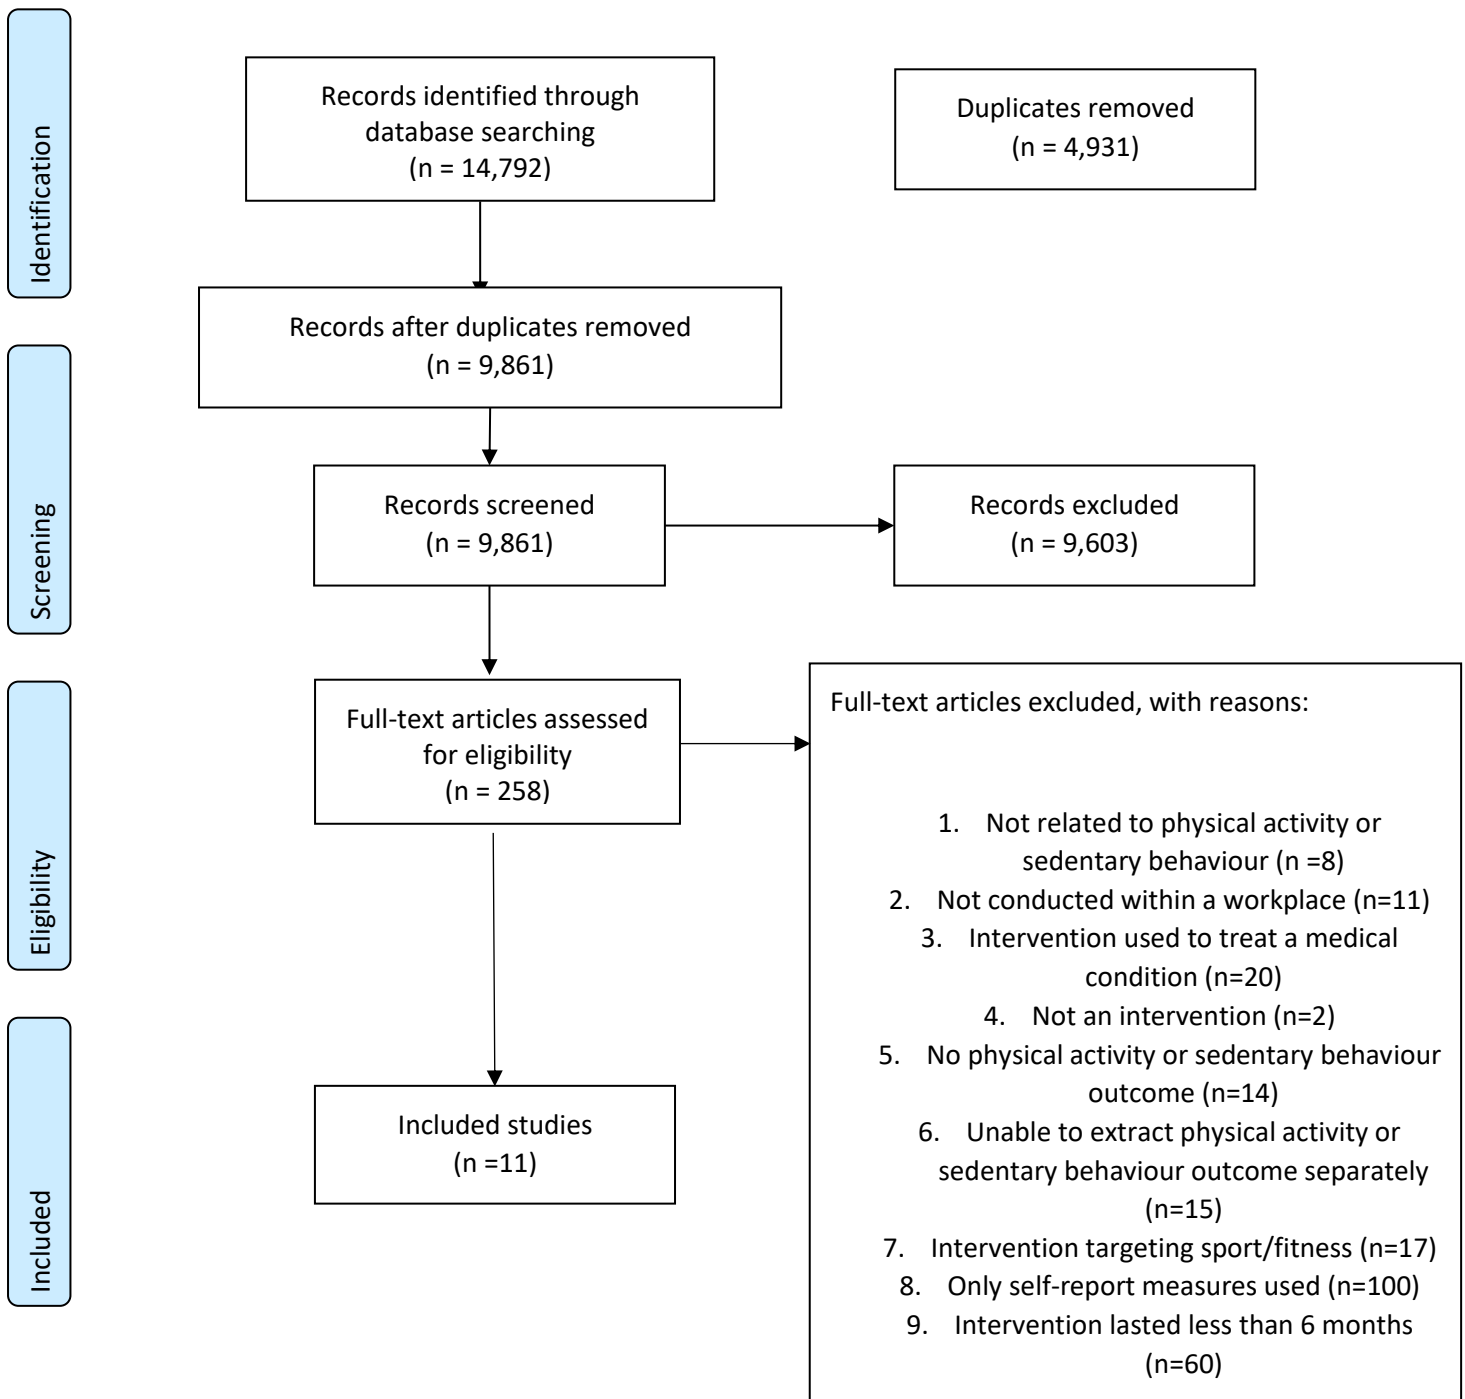 Identification
Records identified through
database searching
(n = 14,792)
Duplicates removed
(n = 4,931)
Records after duplicates removed
(n = 9,861)
Screening
Records screened
(n = 9,861)
Records excluded
(n = 9,603)
Eligibility
Full-text articles assessed
for eligibility
(n = 258)
Full-text articles excluded, with reasons:
1. Not related to physical activity or
sedentary behaviour (n =8)
2. Not conducted within a workplace (n=11)
3. Intervention used to treat a medical
condition (n=20)
4. Not an intervention (n=2)
5. No physical activity or sedentary behaviour
outcome (n=14)
6. Unable to extract physical activity or
sedentary behaviour outcome separately
(n=15)
7. Intervention targeting sport/fitness (n=17)
8. Only self-report measures used (n=100)
9. Intervention lasted less than 6 months
(n=60)
Included
Included studies
(n =11)